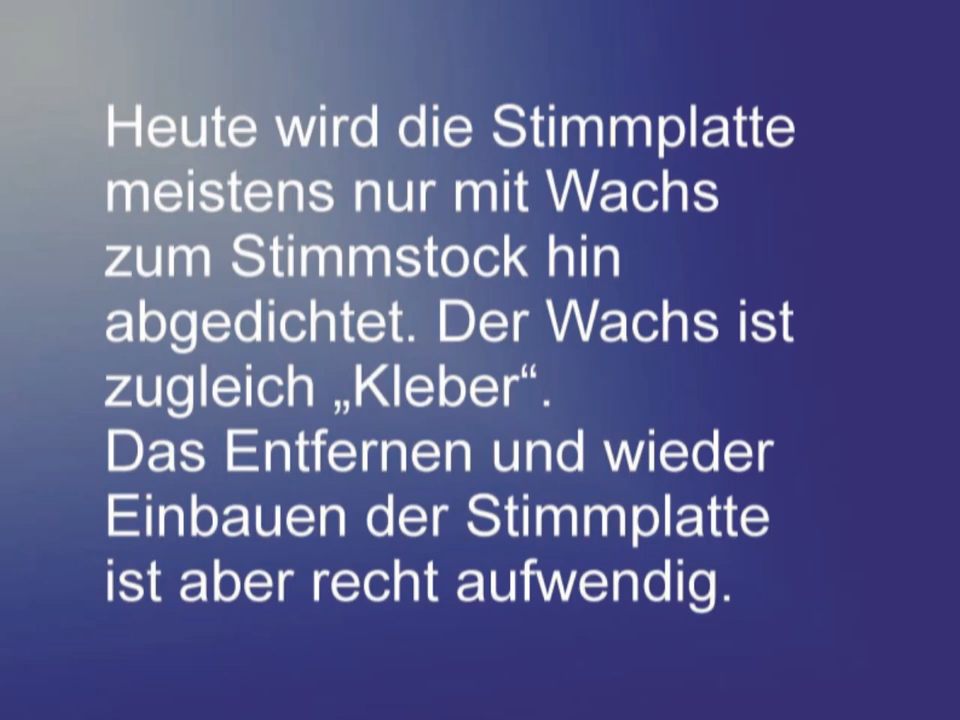 Heute wird die Stimmplatte
meistens nur mit Wachs
zum Stimmstock hin
abgedichtet. Der Wachs ist
zugleich „Kleber“.
Das Entfernen und wieder
Einbauen der Stimmplatte
ist aber recht aufwendig.